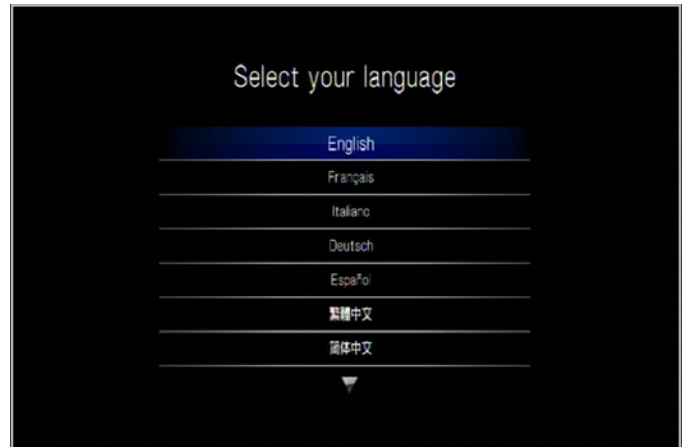 Select your language
English
Français
Italiano
Deutsch
Español
繁體中文
简体中文